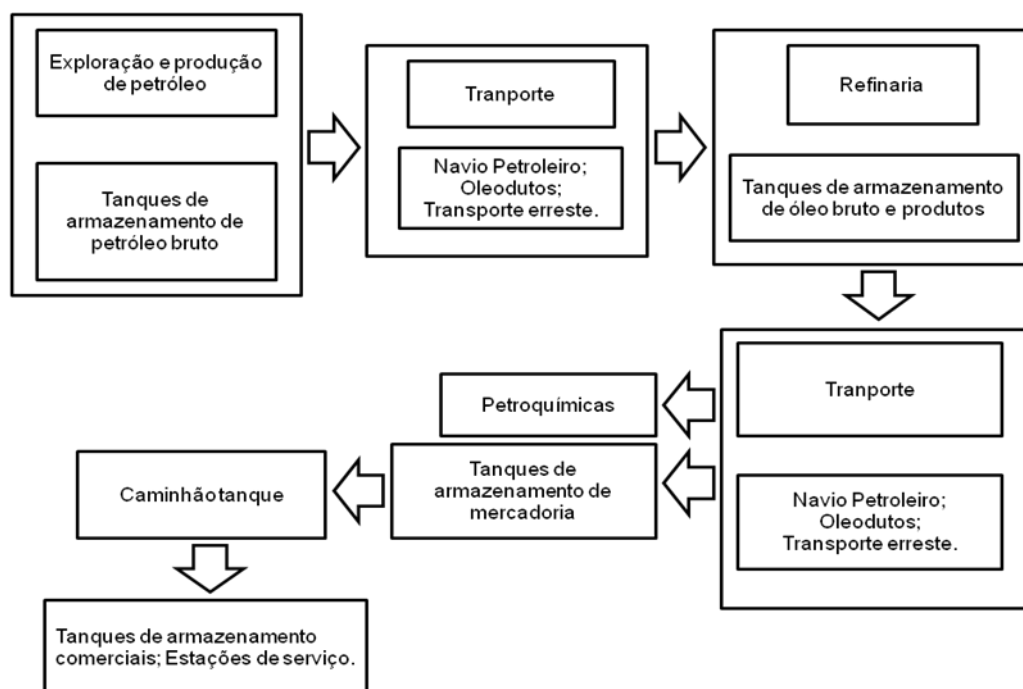 Exploração e produção
de petróleo
Tanques de
armazenamento de
petróleo bruto
Tranporte
Navio Petroleiro;
Oleodutos;
Transporte erreste.
Refinaria
Tanques de armazenamento
de óleo bruto e produtos
Tranporte
Navio Petroleiro;
Oleodutos;
Transporte erreste.
Petroquímicas
Tanques de
armazenamento de
mercadoria
Caminhão tanque
Tanques de armazenamento
comerciais; Estações de serviço.